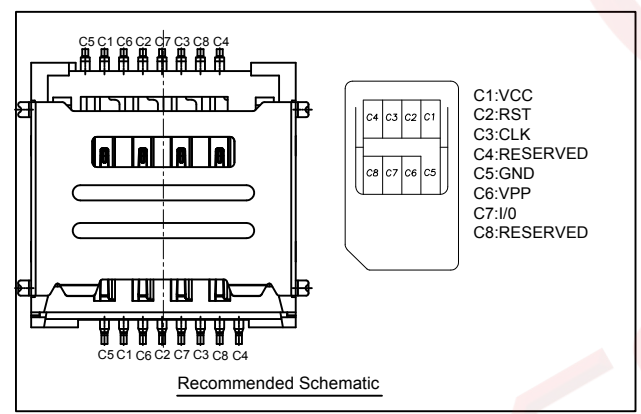 C5 C1 C6 C2 C7 C3 C8 C4
C4 C3 C2 C1
C8 C7 C6 C5
C1:VCC
C2:RST
C3:CLK
C4:RESERVED
C5:GND
C6:VPP
C7:I/0
C8:RESERVED
C5 C1 C6 C2 C7 C3 C8 C4
Recommended Schematic